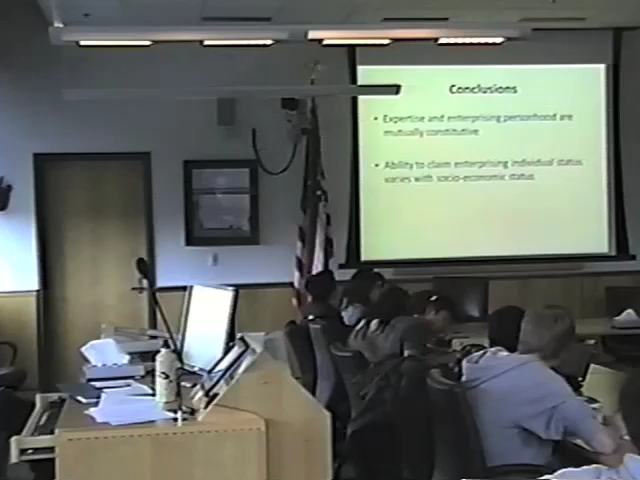 Conclusions
• Expertise and enterprising personhood are
mutually constitutive
• Ability to claim enterprising individual status
varies with socio-economic status